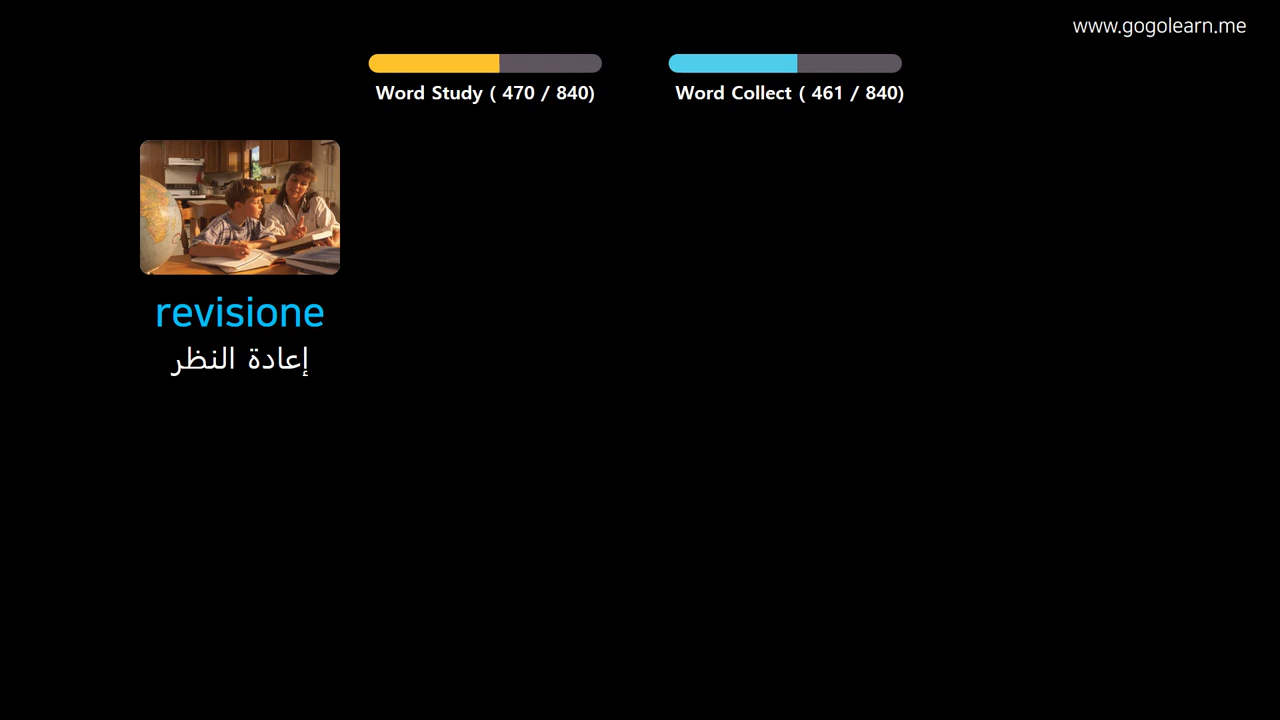 www.gogolearn.me
Word Study ( 470 / 840)
Word Collect ( 461 / 840)
revisione
إعادة النظر